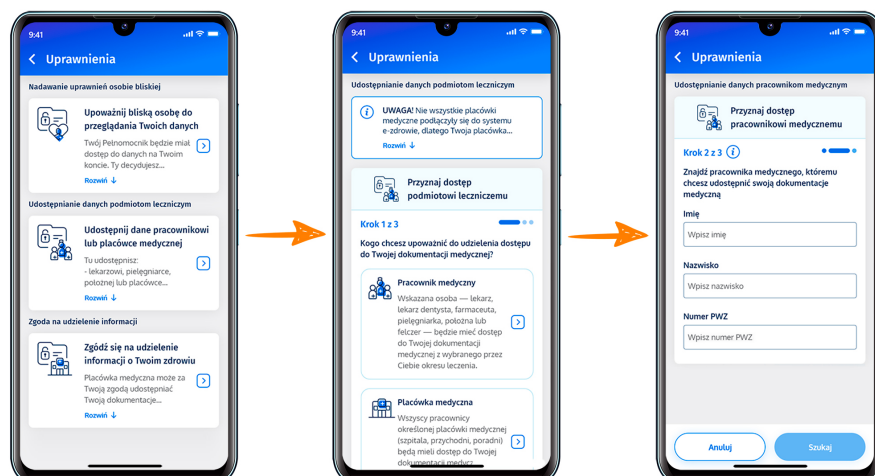 9:41
Uprawnienia
Nadawanie uprawnień osobie bliskiej
Upoważnij bliską osobę do
przeglądania Twoich danych
Twój Pełnomocnik będzie miał
dostęp do danych na Twoim
koncie. Ty decydujesz...
Rozwiń ↓
Udostępnianie danych podmiotom leczniczym
Udostępnij dane pracownikowi
lub placówce medycznej
Tu udostępnisz:
- lekarzowi, pielęgniarce,
położnej lub placówce...
Rozwiń ↓
Zgoda na udzielenie informacji
Zgódź się na udzielenie
informacji o Twoim zdrowiu
Placówka medyczna może za
Twoją zgodą udostępniać
Twoją dokumentacje...
Rozwiń ↓
9:41
Uprawnienia
Udostępnianie danych podmiotom leczniczym
UWAGA! Nie wszystkie placówki
medyczne podłączyły się do systemu
e-zdrowie, dlatego Twoja placówka...
Rozwiń ↓
Przyznaj dostęp
podmiotowi leczniczemu
Krok 1 z 3
Kogo chcesz upoważnić do udzielenia dostępu
do Twojej dokumentacji medycznej?
Pracownik medyczny
Wskazana osoba — lekarz,
lekarz dentysta, farmaceuta,
pielęgniarka, położna lub
felczer — będzie mieć dostęp
do Twojej dokumentacji
medycznej z wybranego przez
Ciebie okresu leczenia.
Placówka medyczna
Wszyscy pracownicy
określonej placówki medycznej
(szpitala, przychodni, poradni)
będą mieli dostęp do Twojej
dokumentacji medycz
9:41
Uprawnienia
Udostępnianie danych pracownikom medycznym
Przyznaj dostęp
pracownikowi medycznemu
Krok 2 z 3
Znajdź pracownika medycznego, któremu
chcesz udostępnić swoją dokumentacje
medyczną
Imię
Wpisz imię
Nazwisko
Wpisz nazwisko
Numer PWZ
Wpisz numer PWZ
Anuluj
Szukaj